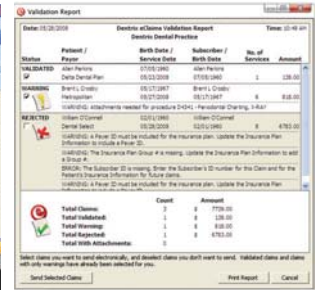 Validation Report
Date: 05/28/2008 Dentrix eClaims Validation Report Time: 10:48 AM
Dentrix Dental Practice
Patient / Birth Date / Subscriber / No. of
Status Payor Service Date Birth Date Services Amount
VALIDATED Allen Perkins 07/05/1960 Allen Perkins
Delta Dental Plan 05/23/2008 07/05/1960 1 128.00
WARNING Brent L Crosby 05/17/1967 Brent L Crosby
Metropolitan 05/27/2008 05/17/1967 6 818.00
WARNING: Attachments needed for procedure D4341 - Periodontal Charting, X-RAY
REJECTED William O'Connell 02/01/1960 William O'Connell
Dental Select 05/28/2008 02/01/1960 8 6783.00
WARNING: A Payer ID must be included for the insurance plan. Update the Insurance Plan
Information to include a Payer ID.
WARNING: The Insurance Plan Group # is missing. Update the Insurance Plan Information to add
a Group #.
ERROR: The Subscriber ID is missing. Enter the Subscriber's ID number for this Claim and for the
Patient's Insurance Information for future claims.
WARNING: A Payer ID must be included for the insurance plan. Update the Insurance Plan
Count Amount
Total Claims: 3 $ 7729.00
Total Validated: 1 $ 128.00
Total Warning: 1 $ 818.00
Total Rejected: 1 $ 6783.00
Total With Attachments: 0
Select claims you want to send electronically, and deselect claims you don't want to send. Validated claims and claims
with only warnings have already been selected for you.
Send Selected Claims Print Report Cancel